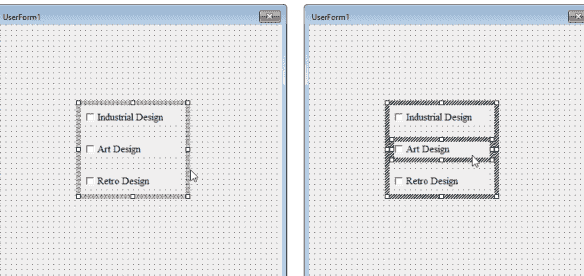 UserForm1
Industrial Design
Art Design
Retro Design
UserForm1
Industrial Design
Art Design
Retro Design